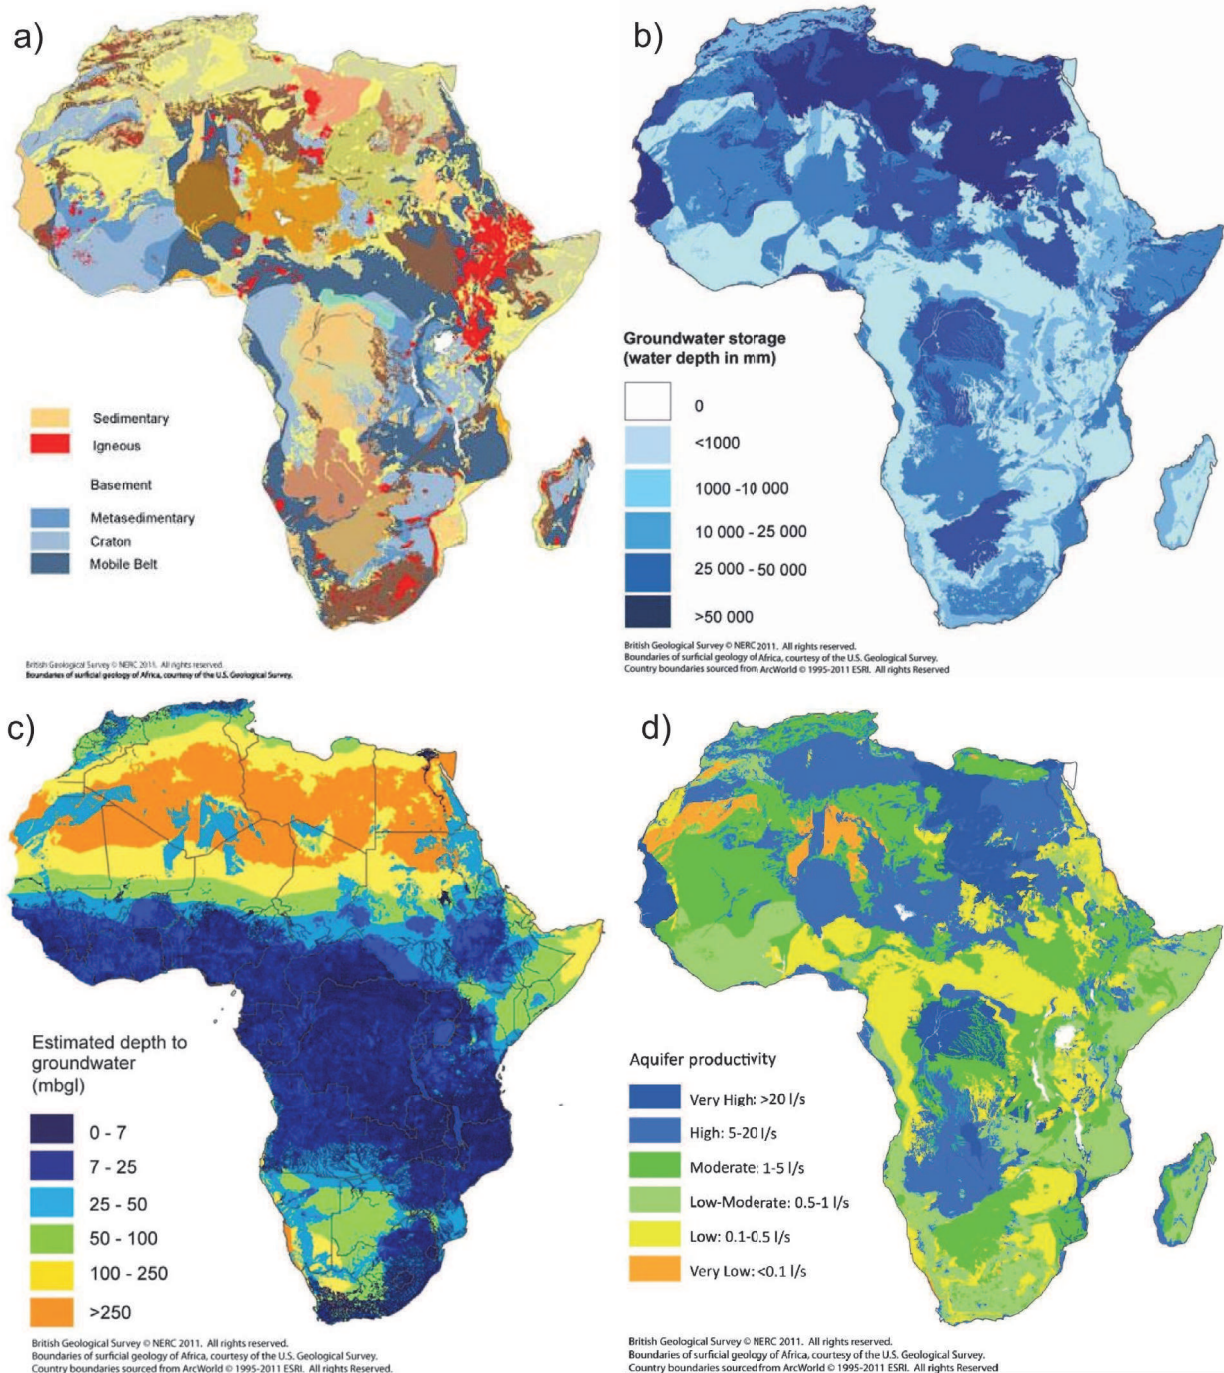 a)
Sedimentary
Igneous
Basement
Metasedimentary
Craton
Mobile Belt
British Geological Survey © NERC 2011. All rights reserved.
Boundaries of surficial geology of Africa, courtesy of the U.S. Geological Survey.
b)
Groundwater storage
(water depth in mm)
0
<1000
1000 -10 000
10 000 - 25 000
25 000 - 50 000
>50 000
British Geological Survey © NERC 2011. All rights reserved.
Boundaries of surficial geology of Africa, courtesy of the U.S. Geological Survey.
Country boundaries sourced from ArcWorld © 1995-2011 ESRI. All rights Reserved
c)
Estimated depth to
groundwater
(mbgl)
0 - 7
7 - 25
25 - 50
50 - 100
100 - 250
>250
British Geological Survey © NERC 2011. All rights reserved.
Boundaries of surficial geology of Africa, courtesy of the U.S. Geological Survey.
Country boundaries sourced from ArcWorld © 1995-2011 ESRI. All rights Reserved.
d)
Aquifer productivity
Very High: >20 l/s
High: 5-20 l/s
Moderate: 1-5 l/s
Low-Moderate: 0.5-1 l/s
Low: 0.1-0.5 l/s
Very Low: <0.1 l/s
British Geological Survey © NERC 2011. All rights reserved.
Boundaries of surficial geology of Africa, courtesy of the U.S. Geological Survey.
Country boundaries sourced from ArcWorld © 1995-2011 ESRI. All rights Reserved